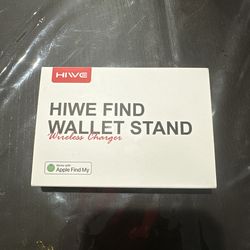 HIWE
HIWE FIND
WALLET STAND
Wireless Charger
Works with
Apple Find My